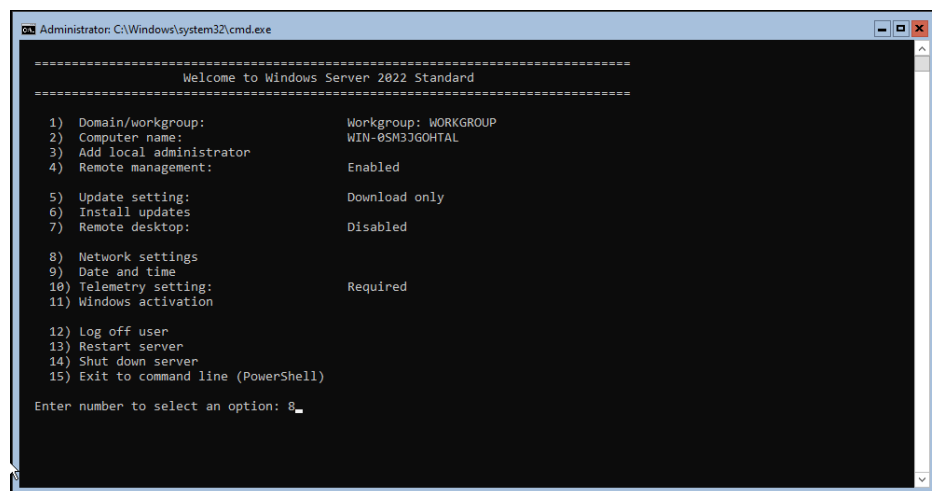 Administrator: C:\Windows\system32\cmd.exe
================================================================================
Welcome to Windows Server 2022 Standard
================================================================================
1) Domain/workgroup: Workgroup: WORKGROUP
2) Computer name: WIN-0SM3JGOHTAL
3) Add local administrator
4) Remote management: Enabled
5) Update setting: Download only
6) Install updates
7) Remote desktop: Disabled
8) Network settings
9) Date and time
10) Telemetry setting: Required
11) Windows activation
12) Log off user
13) Restart server
14) Shut down server
15) Exit to command line (PowerShell)
Enter number to select an option: 8